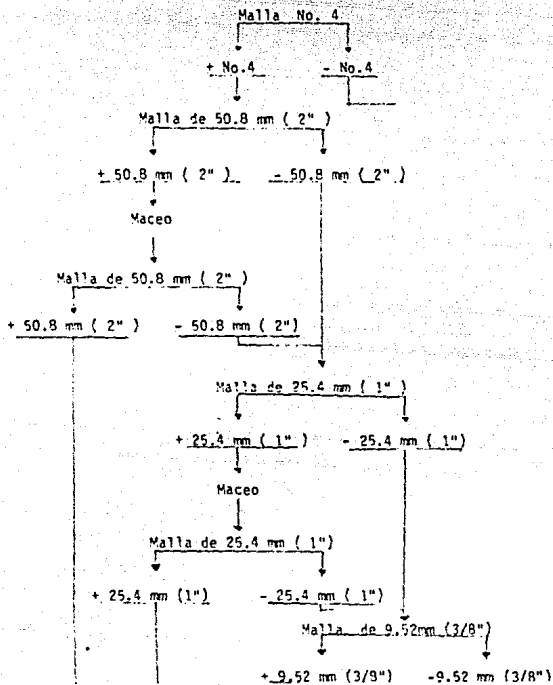 Malla No. 4
+ No.4 - No.4
Malla de 50.8 mm ( 2" )
+ 50.8 mm ( 2" ) - 50.8 mm ( 2")
Maceo
Malla de 50.8 mm ( 2" )
+ 50.8 mm ( 2" ) - 50.8 mm ( 2")
Malla de 25.4 mm ( 1" )
+ 25.4 mm ( 1") - 25.4 mm ( 1")
Maceo
Malla de 25.4 mm ( 1")
+ 25.4 mm (1") - 25.4 mm ( 1")
Malla de 9.52mm (3/8")
+ 9.52 mm (3/8") -9.52 mm (3/8")